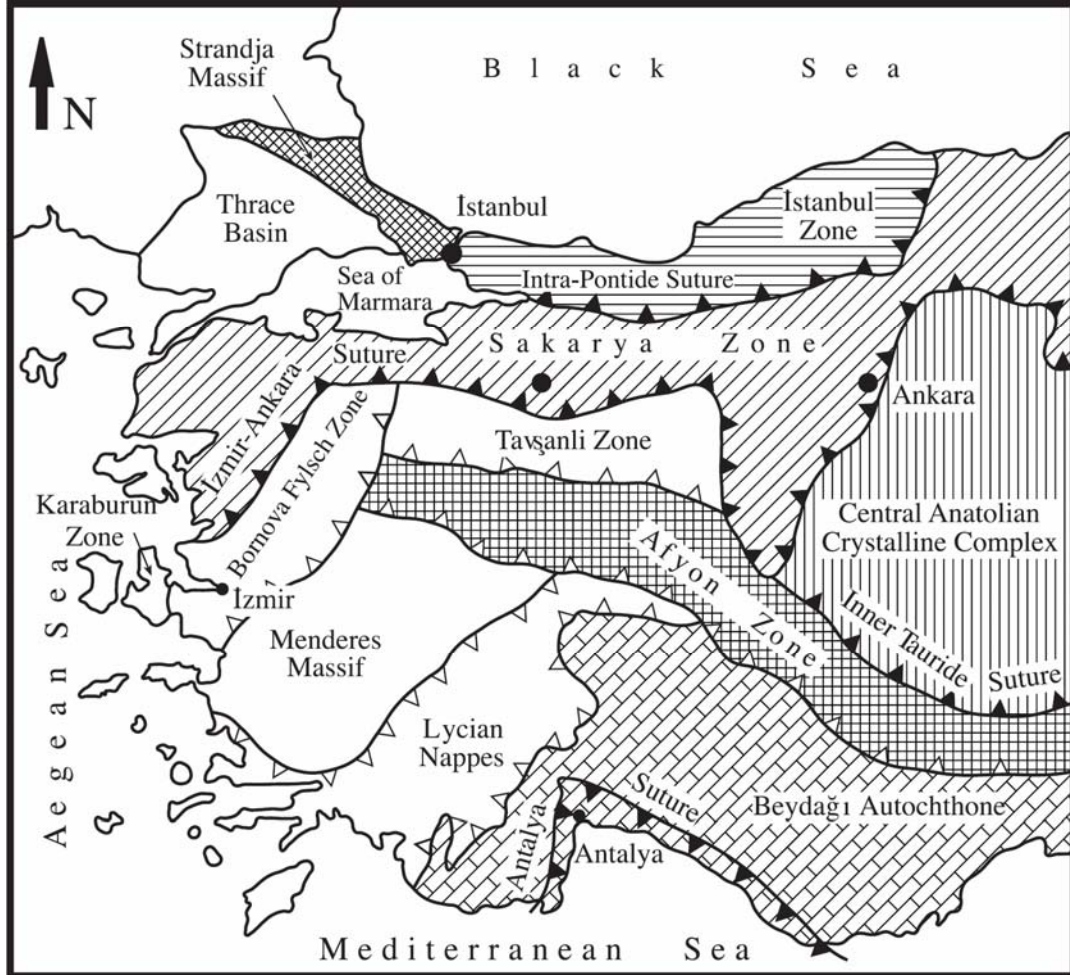 Strandja
Massif
Black Sea
N
Thrace
Basin
İstanbul
İstanbul
Zone
Sea of
Marmara
Intra-Pontide Suture
Sakarya Zone
Suture
İzmir-Ankara
Ankara
Bornova Fylsch Zone
Tavşanli Zone
Karaburun
Zone
Central Anatolian
Crystalline Complex
Afyon Zone
İzmir
Inner Tauride Suture
Menderes
Massif
Aegean Sea
Lycian
Nappes
Suture
Beydağı Autochthone
Antalya
Antalya
Mediterranean Sea